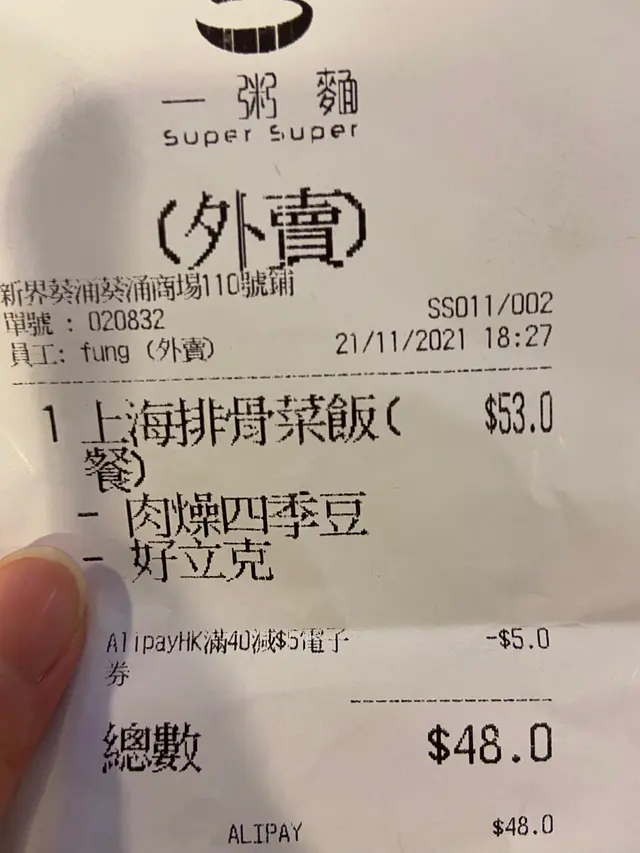 一粥麵
Super Super
(外賣)
新界葵涌葵涌商場110號鋪
單號 : 020832 SS011/002
員工: fung (外賣) 21/11/2021 18:27
1 上海排骨菜飯( $53.0
餐)
- 肉燥四季豆
- 好立克
AlipayHK滿40減$5電子 -$5.0
券
總數 $48.0
ALIPAY $48.0